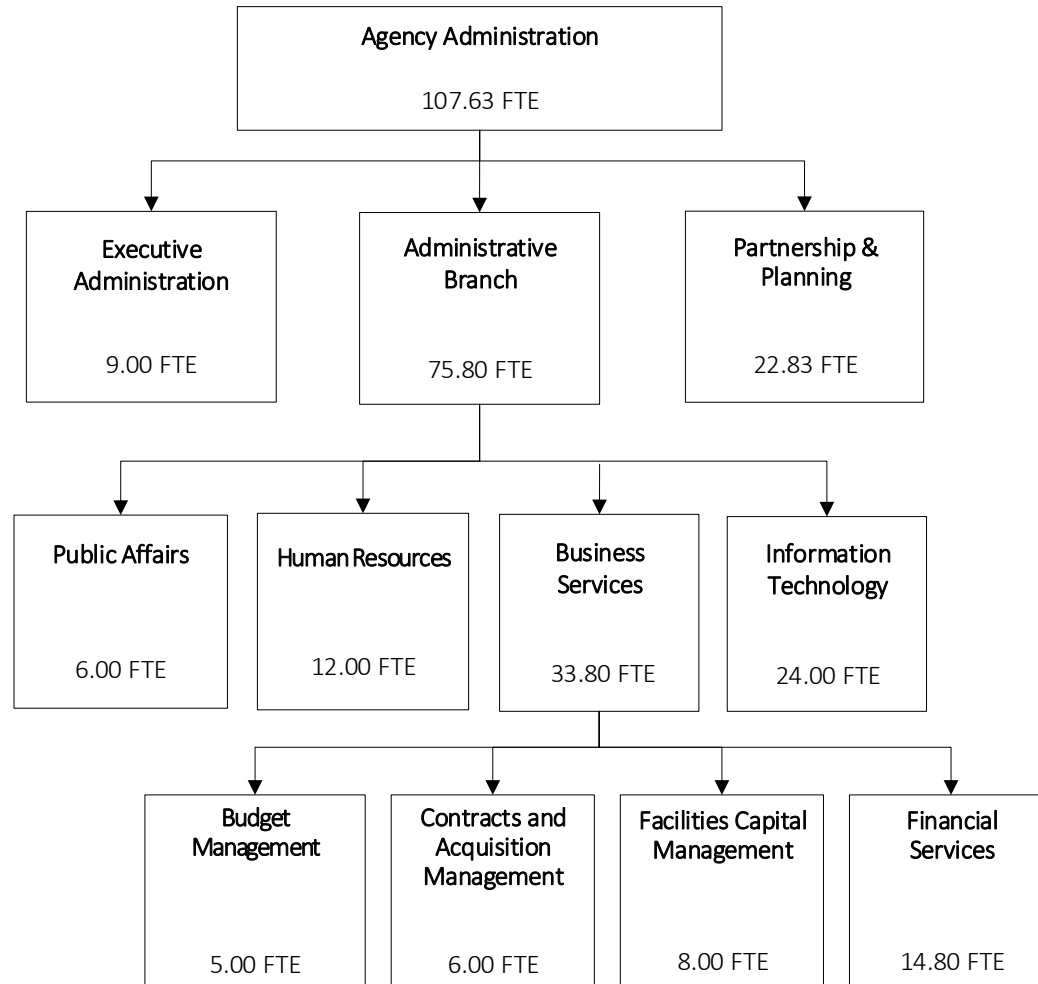 Agency Administration
107.63 FTE
Executive
Administration
9.00 FTE
Administrative
Branch
75.80 FTE
Partnership &
Planning
22.83 FTE
Public Affairs
6.00 FTE
Human Resources
12.00 FTE
Business
Services
33.80 FTE
Information
Technology
24.00 FTE
Budget
Management
5.00 FTE
Contracts and
Acquisition
Management
6.00 FTE
Facilities Capital
Management
8.00 FTE
Financial
Services
14.80 FTE